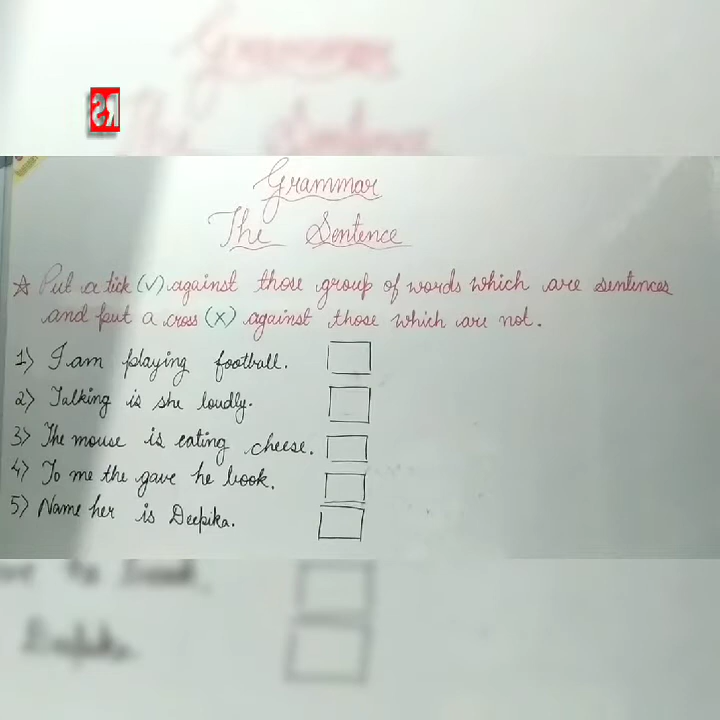 Grammar
The Sentence
☆ Put a tick (✓) against those group of words which are sentences
and put a cross (X) against those which are not.
1) I am playing football.
2) Talking is she loudly.
3) The mouse is eating cheese.
4) To me the gave he book.
5) Name her is Deepika.